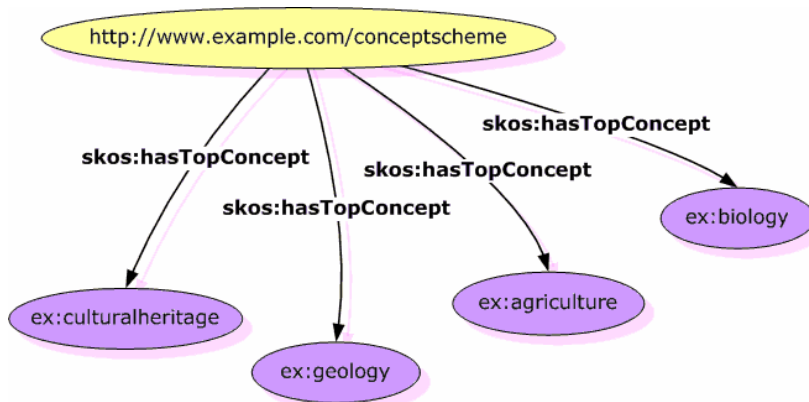 http://www.example.com/conceptscheme
skos:hasTopConcept
skos:hasTopConcept
skos:hasTopConcept
skos:hasTopConcept
ex:biology
ex:agriculture
ex:culturalheritage
ex:geology